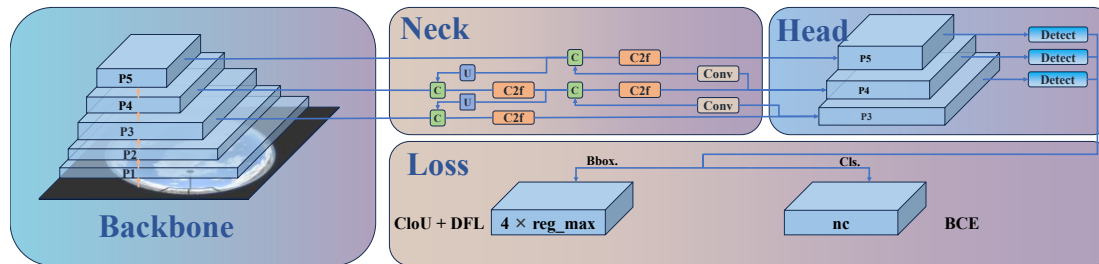 Backbone
P5
P4
P3
P2
P1
Neck
C
C2f
U
Conv
C
C2f
C
C2f
U
Conv
C
C2f
Head
P5
P4
P3
Detect
Detect
Detect
Loss
Bbox.
Cls.
CloU + DFL
4 × reg_max
nc
BCE